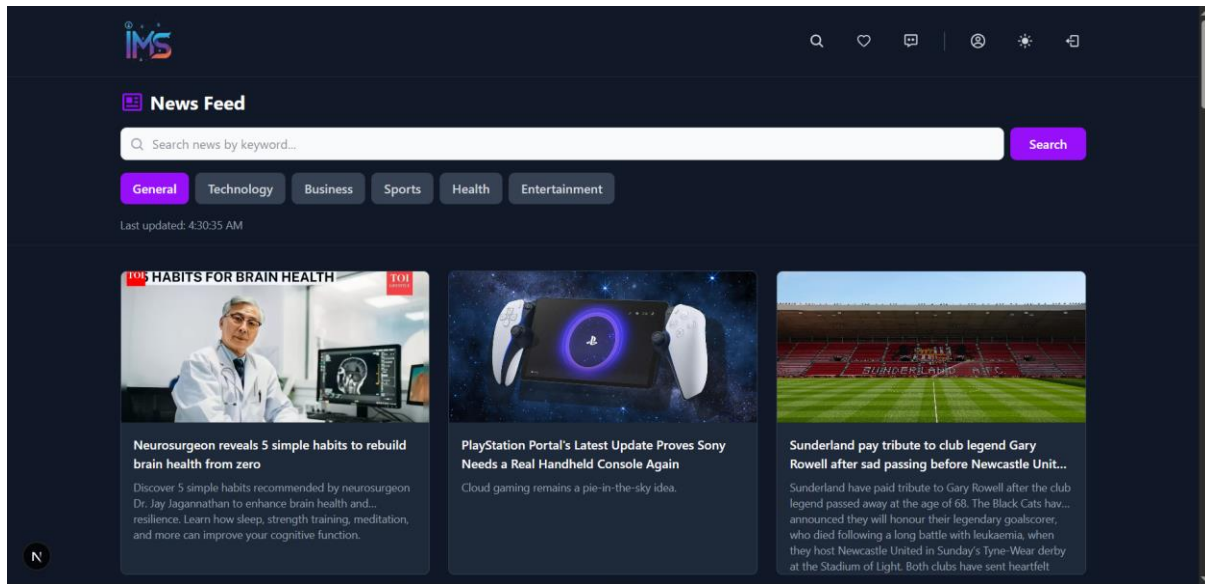 IMS
News Feed
Search news by keyword...
Search
General Technology Business Sports Health Entertainment
Last updated: 4:30:35 AM
5 HABITS FOR BRAIN HEALTH
TOI
TOI
Neurosurgeon reveals 5 simple habits to rebuild
brain health from zero
Discover 5 simple habits recommended by neurosurgeon
Dr. Jay Jagannathan to enhance brain health and...
resilience. Learn how sleep, strength training, meditation,
and more can improve your cognitive function.
PlayStation Portal's Latest Update Proves Sony
Needs a Real Handheld Console Again
Cloud gaming remains a pie-in-the-sky idea.
SUNDERLAND A.F.C.
Sunderland pay tribute to club legend Gary
Rowell after sad passing before Newcastle Unit...
Sunderland have paid tribute to Gary Rowell after the club
legend passed away at the age of 68. The Black Cats hav...
announced they will honour their legendary goalscorer,
who died following a long battle with leukaemia, when
they host Newcastle United in Sunday's Tyne-Wear derby
at the Stadium of Light. Both clubs have sent heartfelt
N